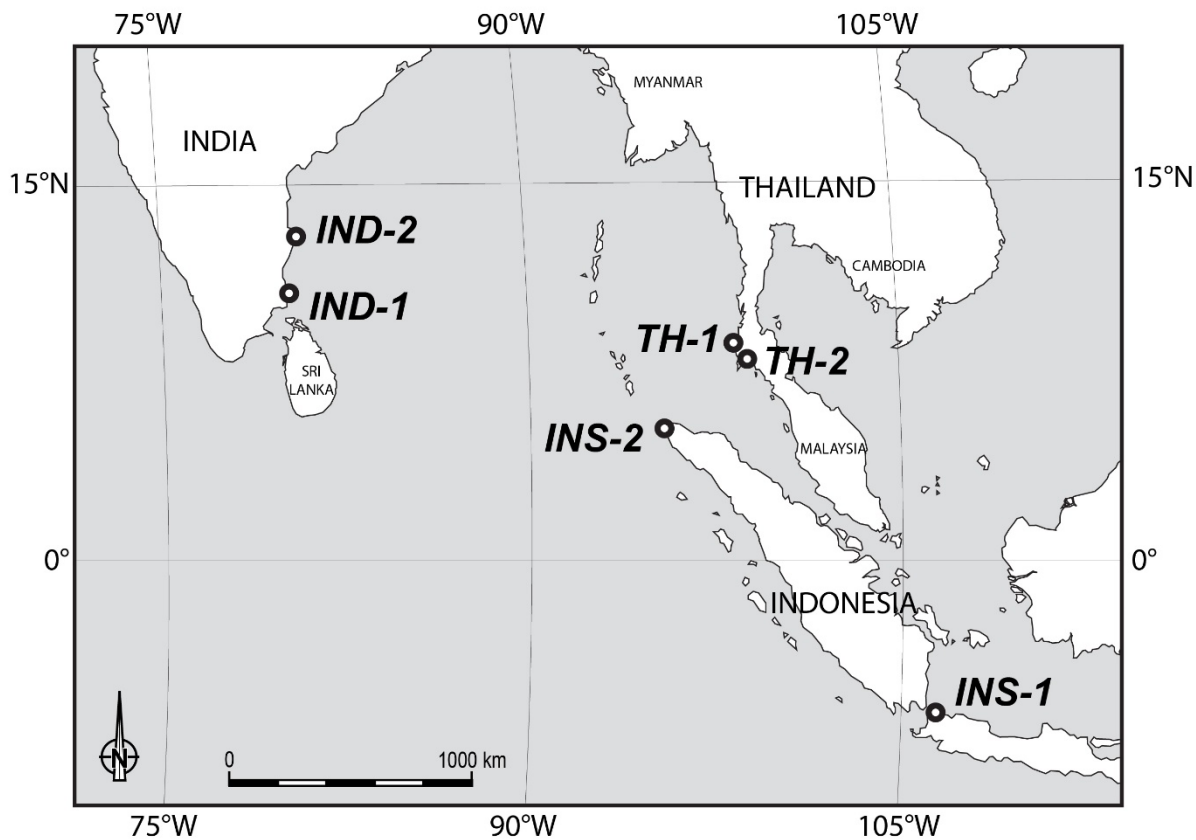 75°W 90°W 105°W
MYANMAR
INDIA
15°N THAILAND 15°N
IND-2
CAMBODIA
IND-1
TH-1
TH-2
SRI
LANKA
INS-2
MALAYSIA
0° 0°
INDONESIA
INS-1
N
0 1000 km
75°W 90°W 105°W